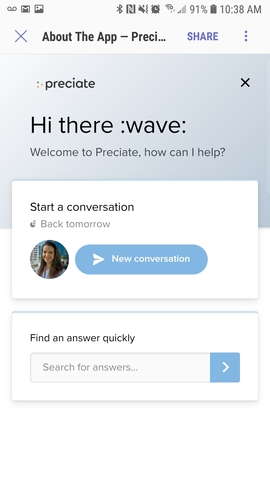 91% 10:38 AM
About The App — Preci... SHARE
preciate
Hi there :wave:
Welcome to Preciate, how can I help?
Start a conversation
Back tomorrow
New conversation
Find an answer quickly
Search for answers...